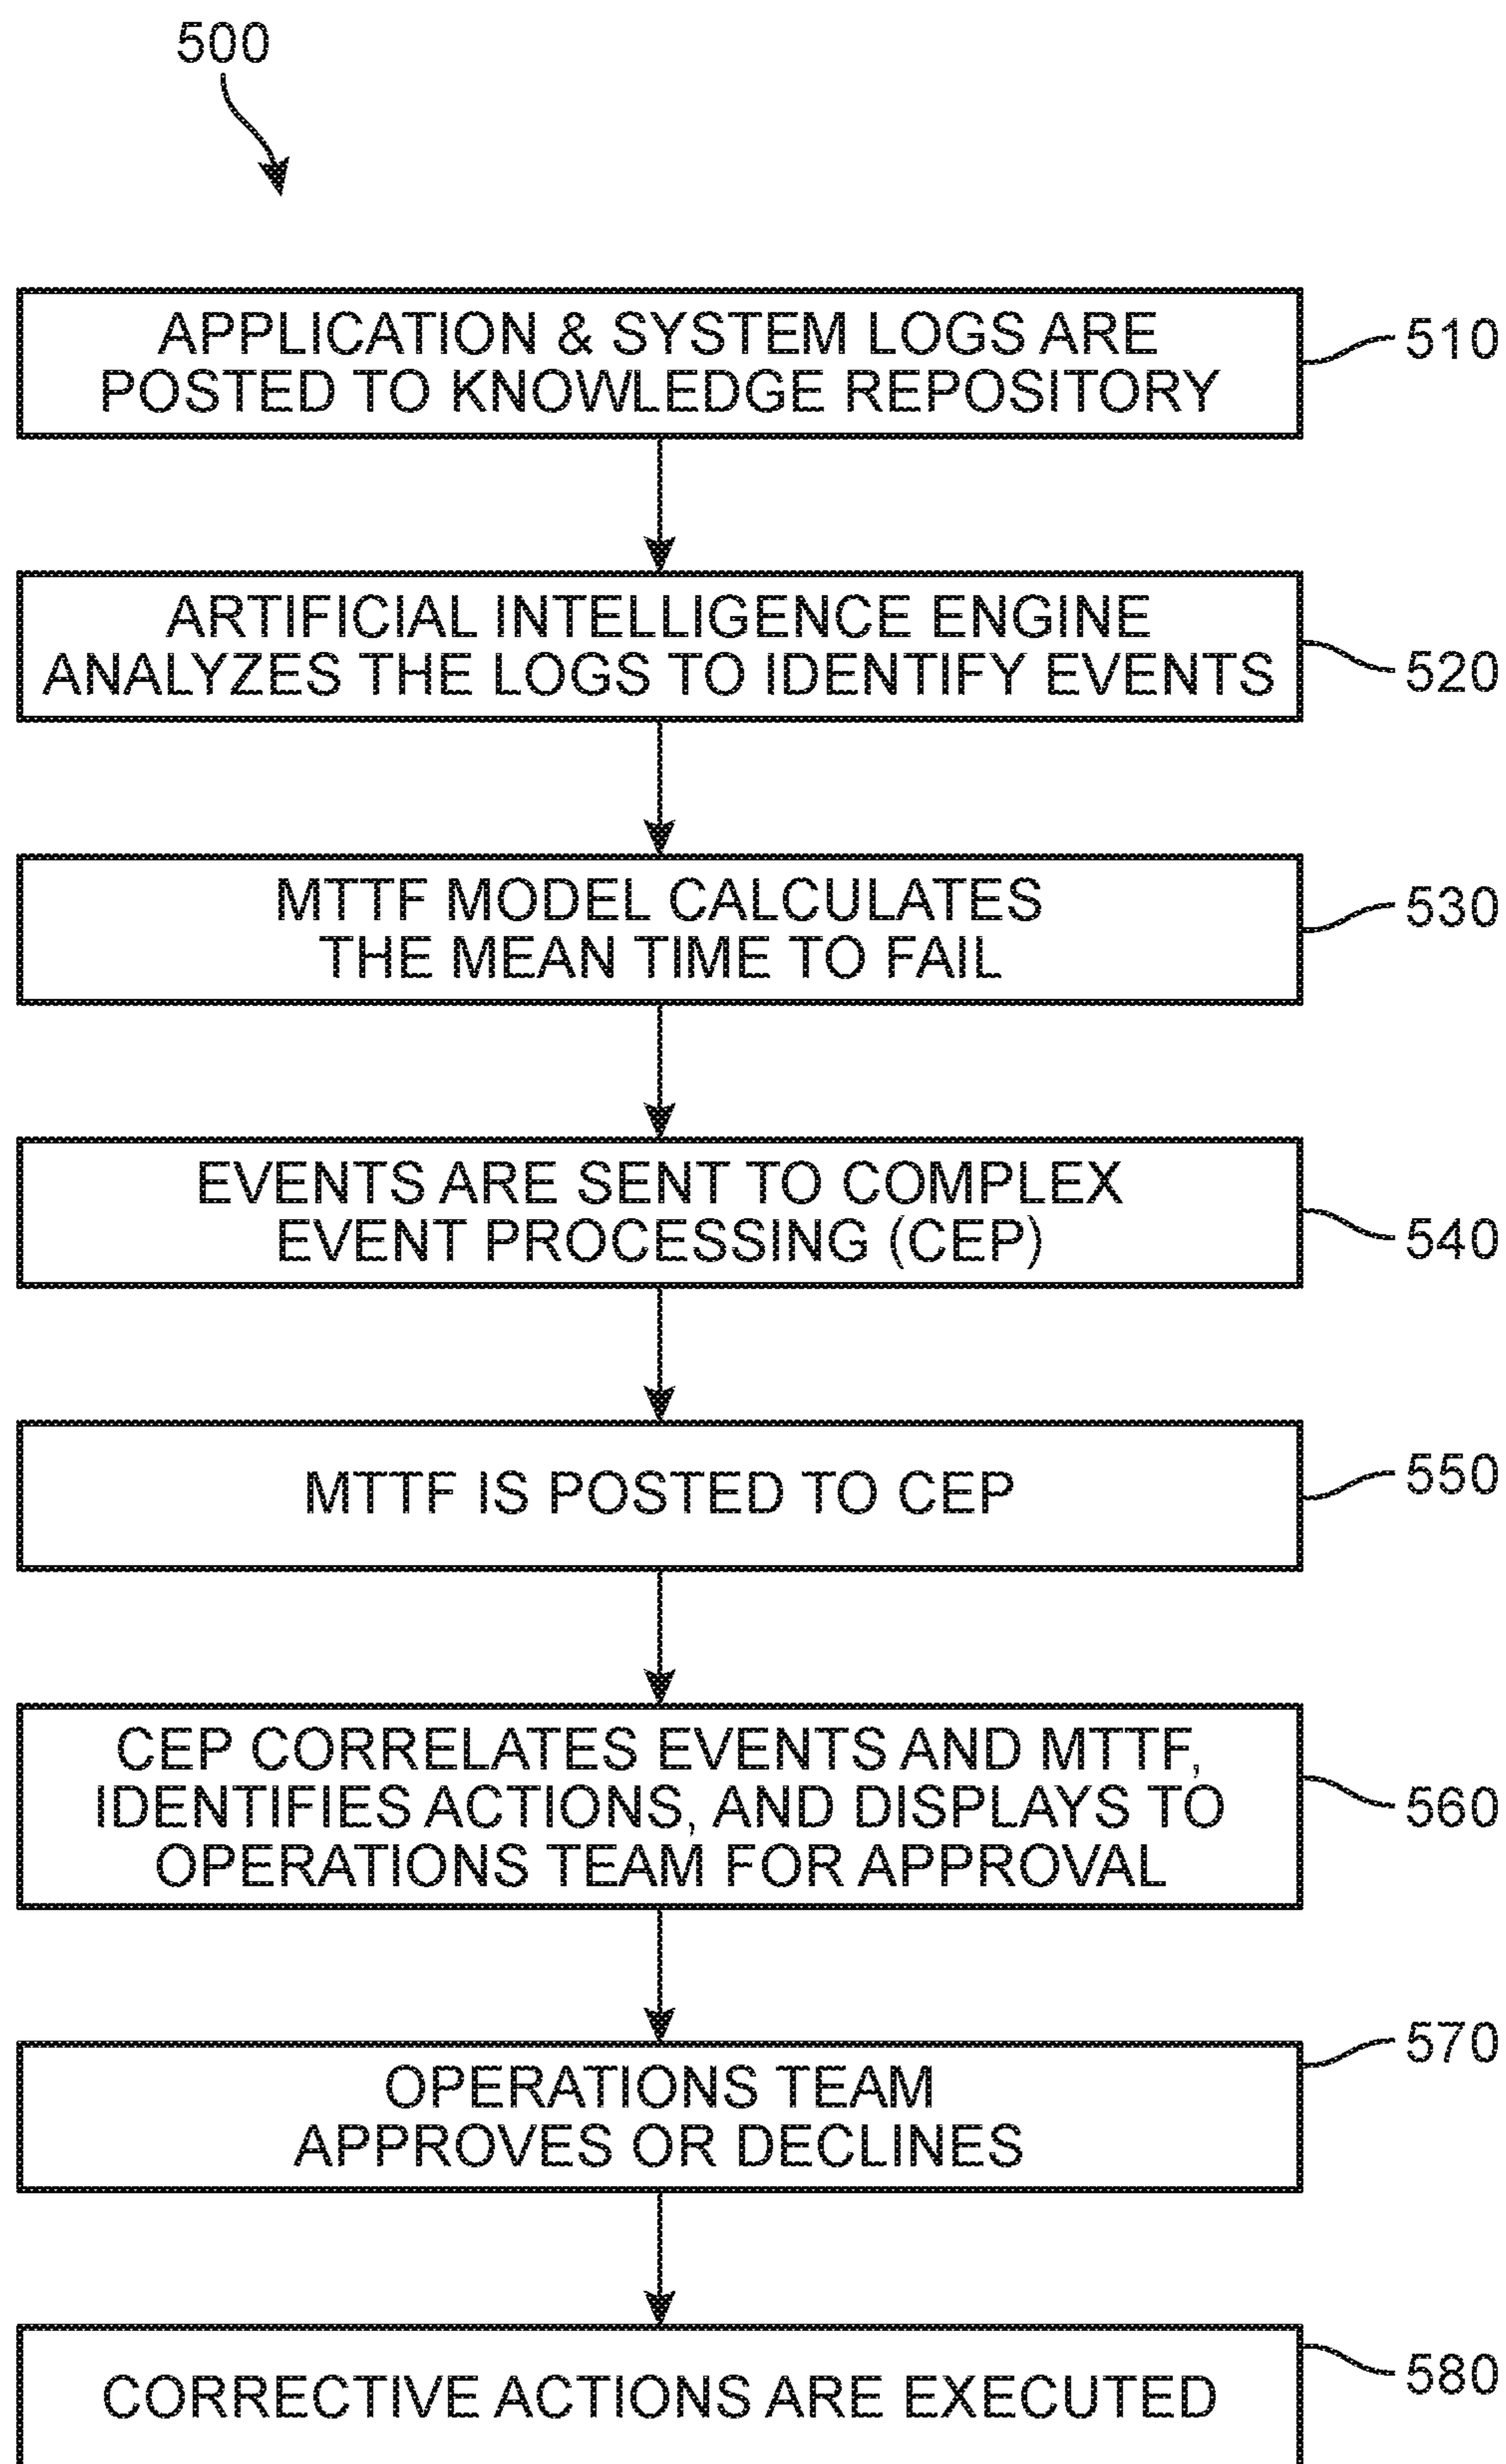 500
APPLICATION & SYSTEM LOGS ARE
POSTED TO KNOWLEDGE REPOSITORY
510
ARTIFICIAL INTELLIGENCE ENGINE
ANALYZES THE LOGS TO IDENTIFY EVENTS
520
MTTF MODEL CALCULATES
THE MEAN TIME TO FAIL
530
EVENTS ARE SENT TO COMPLEX
EVENT PROCESSING (CEP)
540
MTTF IS POSTED TO CEP
550
CEP CORRELATES EVENTS AND MTTF,
IDENTIFIES ACTIONS, AND DISPLAYS TO
OPERATIONS TEAM FOR APPROVAL
560
OPERATIONS TEAM
APPROVES OR DECLINES
570
CORRECTIVE ACTIONS ARE EXECUTED
580